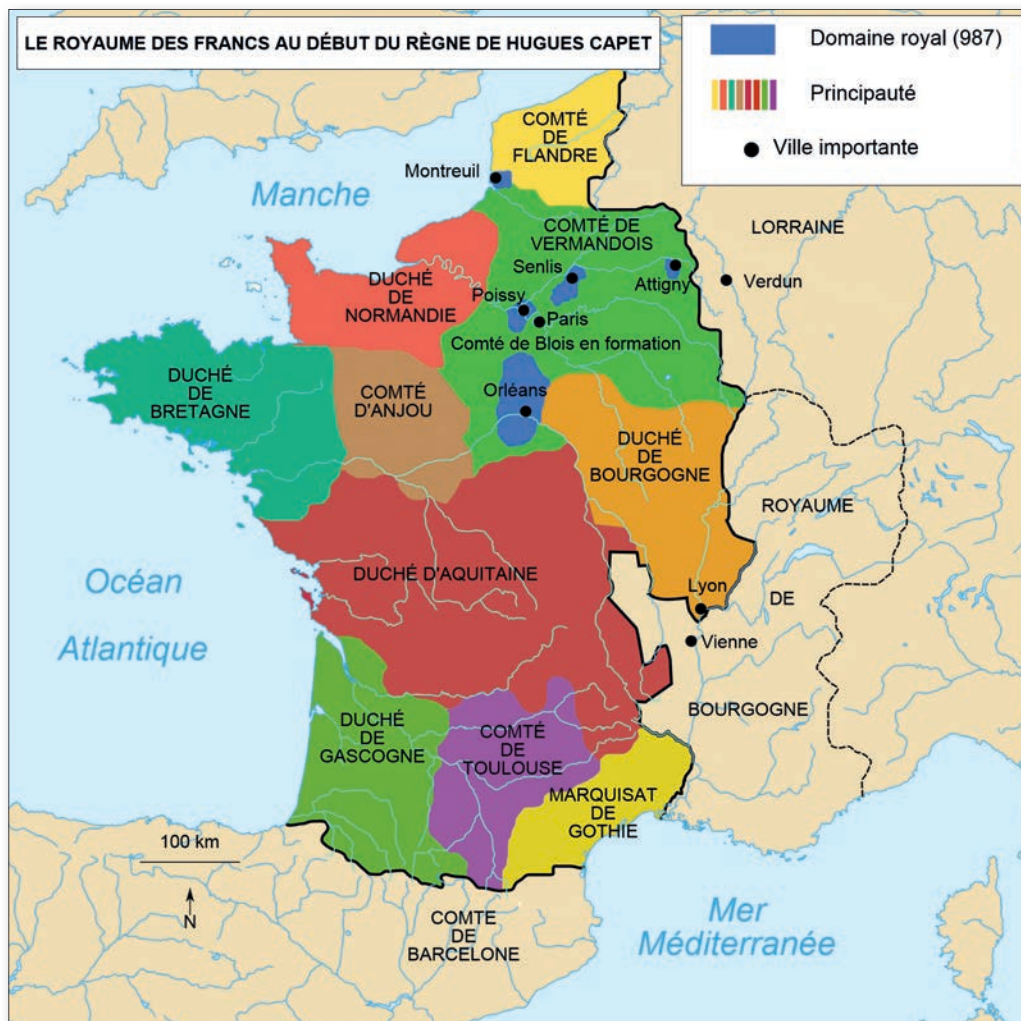 LE ROYAUME DES FRANCS AU DÉBUT DU RÈGNE DE HUGUES CAPET
Domaine royal (987)
Principauté
Ville importante
COMTÉ
DE
FLANDRE
Montreuil
Manche
COMTÉ DE
VERMANDOIS
LORRAINE
Senlis
Attigny
Verdun
DUCHÉ
DE
NORMANDIE
Poissy
Paris
Comté de Blois en formation
DUCHÉ
DE
BRETAGNE
COMTÉ
D'ANJOU
Orléans
DUCHÉ
DE
BOURGOGNE
ROYAUME
DE
BOURGOGNE
Océan
Atlantique
DUCHÉ D'AQUITAINE
Lyon
Vienne
DUCHÉ
DE
GASCOGNE
COMTÉ
DE
TOULOUSE
MARQUISAT
DE
GOTHIE
100 km
N
COMTE
DE
BARCELONE
Mer
Méditerranée